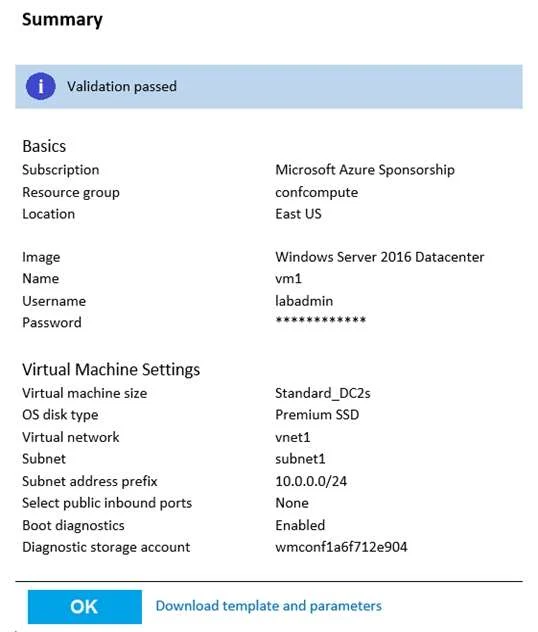 Summary
i Validation passed
Basics
Subscription Microsoft Azure Sponsorship
Resource group confcompute
Location East US
Image Windows Server 2016 Datacenter
Name vm1
Username labadmin
Password ************
Virtual Machine Settings
Virtual machine size Standard_DC2s
OS disk type Premium SSD
Virtual network vnet1
Subnet subnet1
Subnet address prefix 10.0.0.0/24
Select public inbound ports None
Boot diagnostics Enabled
Diagnostic storage account wmconf1a6f712e904
OK Download template and parameters